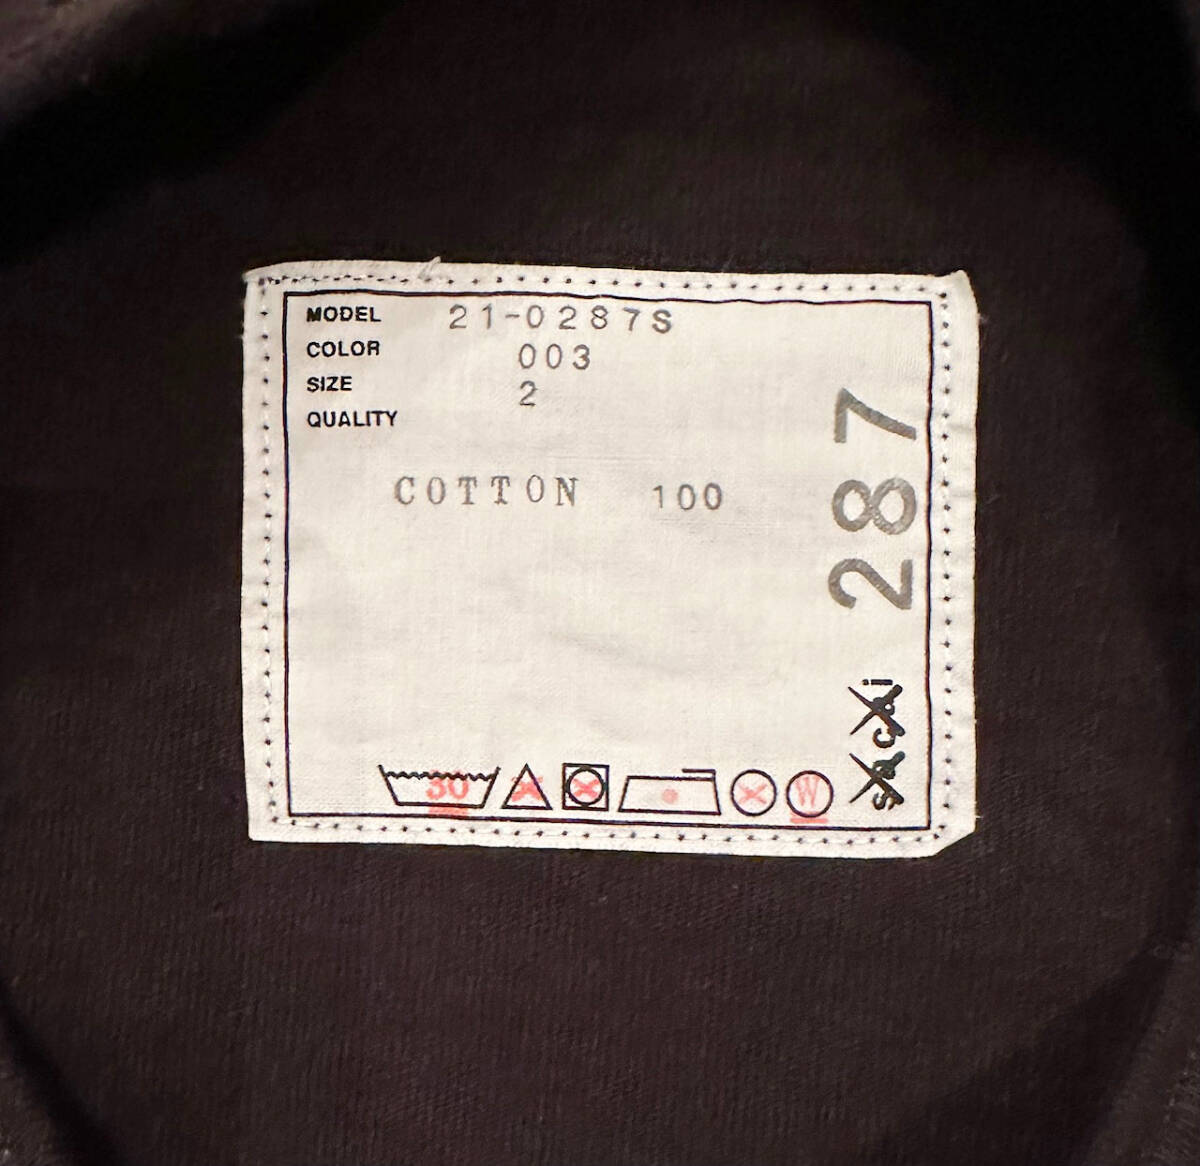 MODEL 21-0287S
COLOR 003
SIZE 2
QUALITY
COTTON 100
287
sacai
30
W